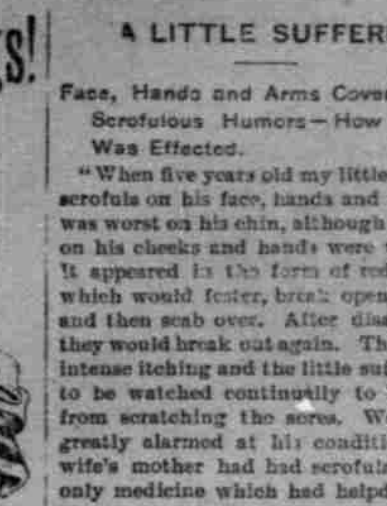 s!
A LITTLE SUFFER
Face, Hands and Arms Cove
Scrofulous Humors—How
Was Effected.
"When five years old my little
scrofula on his face, hands and
was worst on his chin, although
on his cheeks and hands were
It appeared in the form of red
which would fester, break open
and then scab over. After disa
they would break out again. Th
intense itching and the little su
to be watched continually to
from scratching the sores. W
greatly alarmed at his conditi
wife's mother had had scrofula
only medicine which had helpe